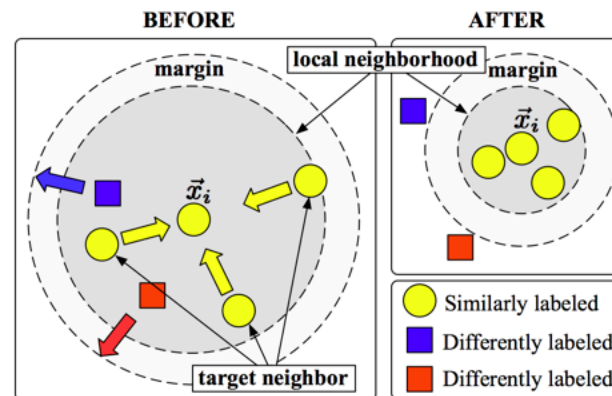 BEFORE
AFTER
margin
local neighborhood
margin
x⃗i
x⃗i
target neighbor
Similarly labeled
Differently labeled
Differently labeled